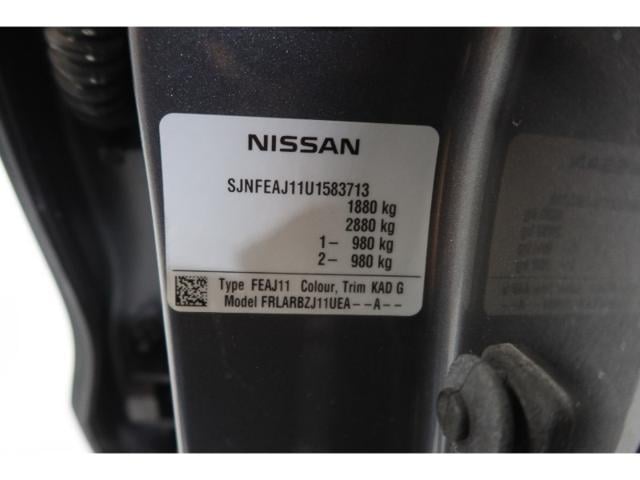 NISSAN
SJNFEAJ11U1583713
1880 kg
2880 kg
1- 980 kg
2- 980 kg
Type FEAJ11 Colour, Trim KAD G
Model FRLARBZJ11UEA--A--